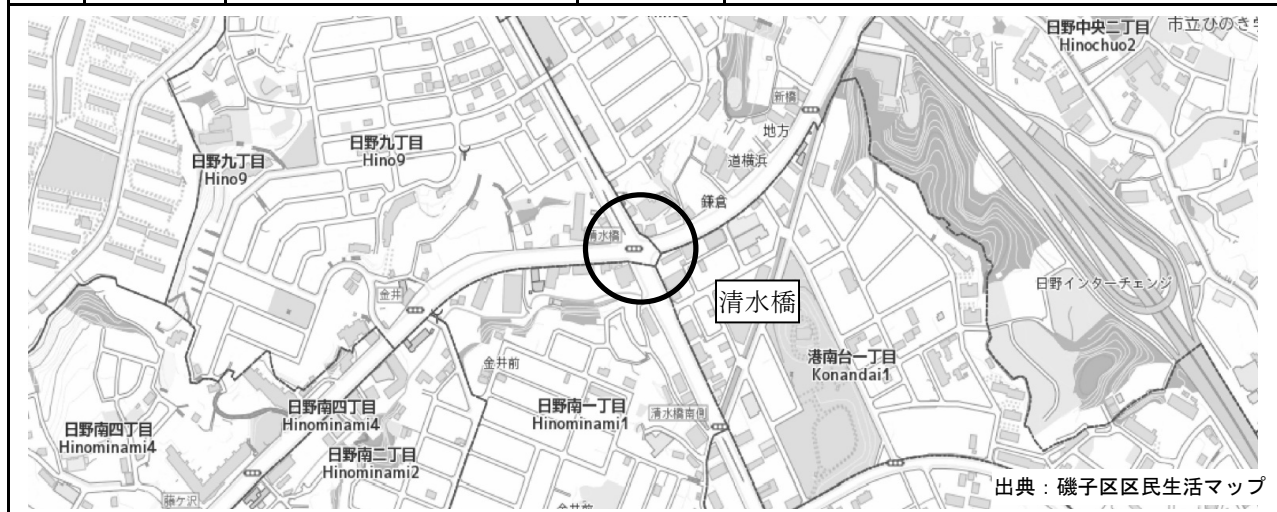 日野中央二丁目
Hinochuo2
市立ひのき学
新橋
地方
道横浜
鎌倉
日野九丁目
Hino9
日野九丁目
Hino9
清水橋
清水橋
日野インターチェンジ
金井
金井前
港南台一丁目
Konandai1
日野南四丁目
Hinominami4
日野南一丁目
Hinominami1
清水橋南側
日野南四丁目
Hinominami4
日野南二丁目
Hinominami2
藤ケ沢
金井前
出典：磯子区区民生活マップ